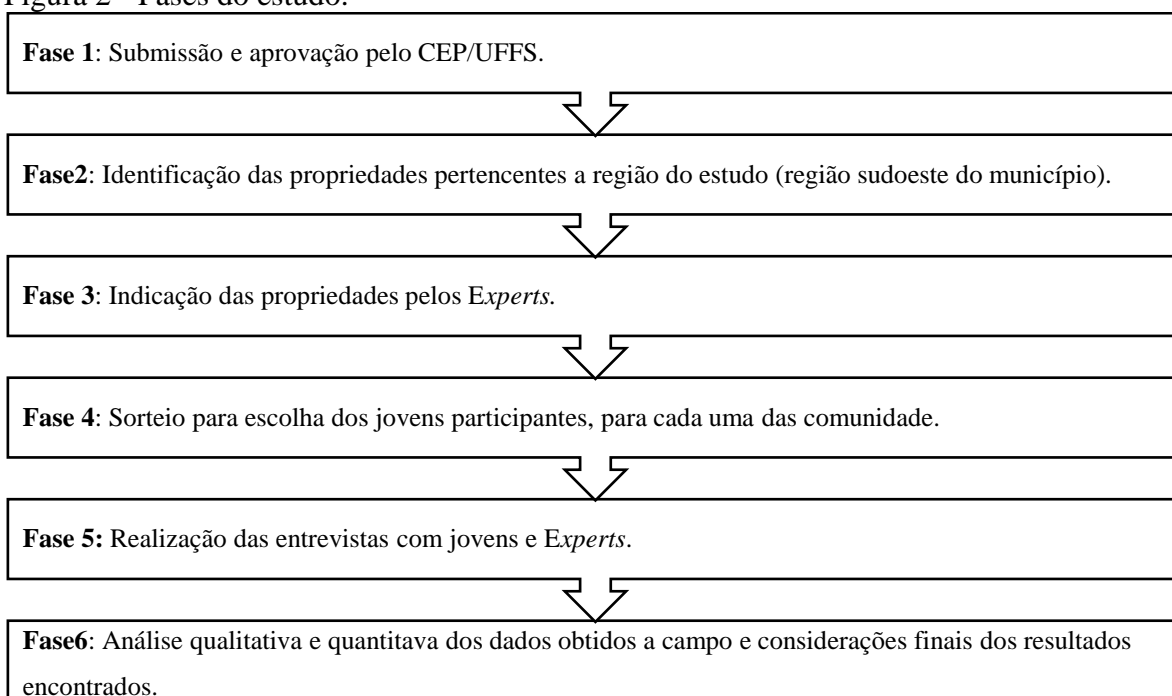 Figura 2 - Fases do estudo.
Fase 1: Submissão e aprovação pelo CEP/UFFS.
Fase2: Identificação das propriedades pertencentes a região do estudo (região sudoeste do município).
Fase 3: Indicação das propriedades pelos Experts.
Fase 4: Sorteio para escolha dos jovens participantes, para cada uma das comunidade.
Fase 5: Realização das entrevistas com jovens e Experts.
Fase6: Análise qualitativa e quantitava dos dados obtidos a campo e considerações finais dos resultados
encontrados.